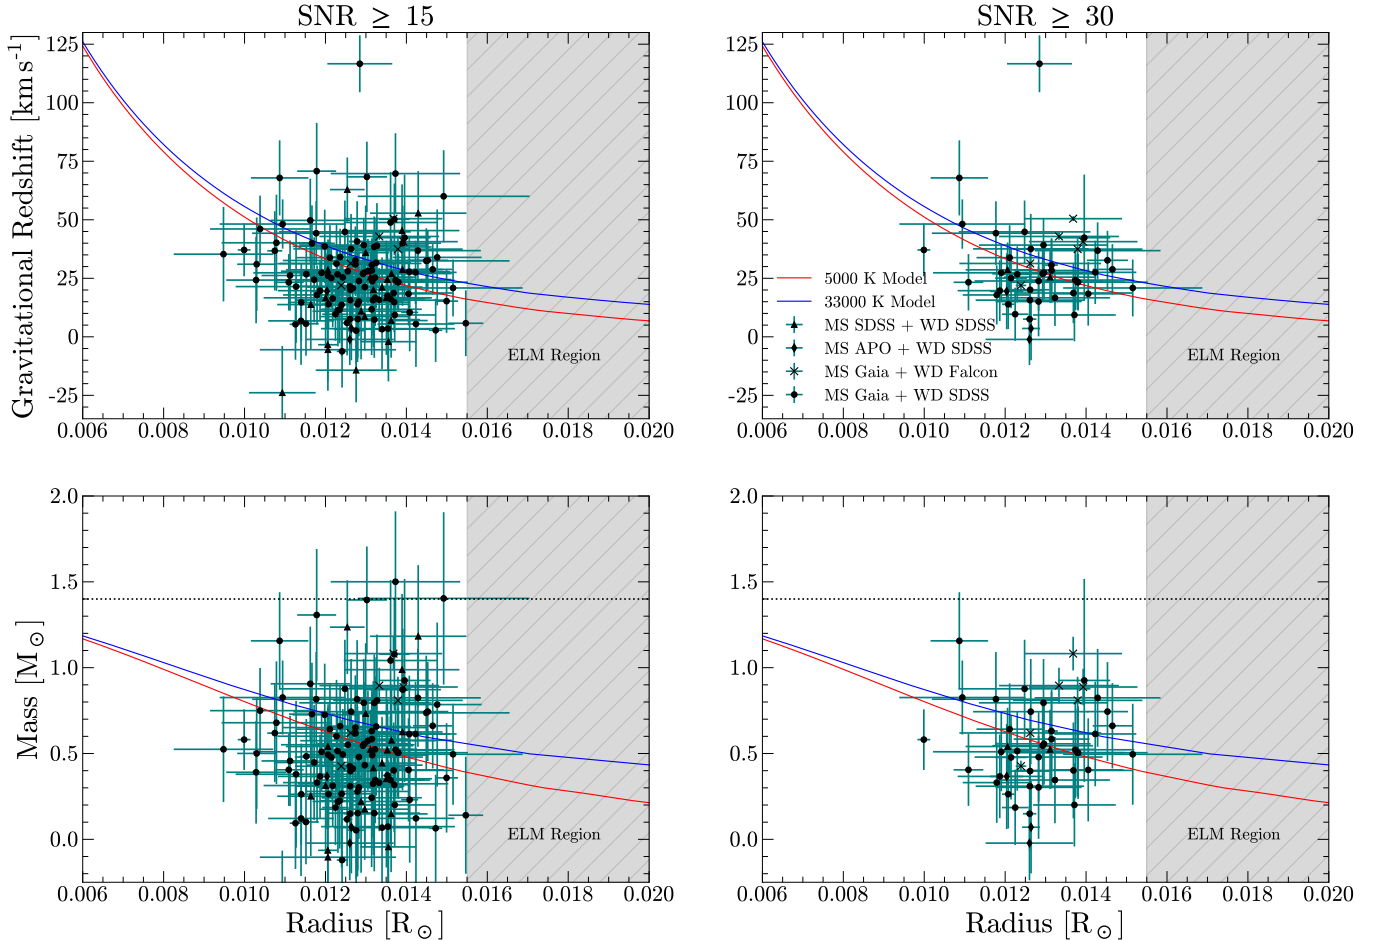 SNR ≥ 15
SNR ≥ 30
Gravitational Redshift [km s⁻¹]
125
100
75
50
25
0
-25
ELM Region
0.006 0.008 0.010 0.012 0.014 0.016 0.018 0.020
125
100
75
50
25
0
-25
5000 K Model
33000 K Model
MS SDSS + WD SDSS
MS APO + WD SDSS
MS Gaia + WD Falcon
MS Gaia + WD SDSS
ELM Region
0.006 0.008 0.010 0.012 0.014 0.016 0.018 0.020
Mass [M⊙]
2.0
1.5
1.0
0.5
0.0
ELM Region
0.006 0.008 0.010 0.012 0.014 0.016 0.018 0.020
Radius [R⊙]
2.0
1.5
1.0
0.5
0.0
ELM Region
0.006 0.008 0.010 0.012 0.014 0.016 0.018 0.020
Radius [R⊙]